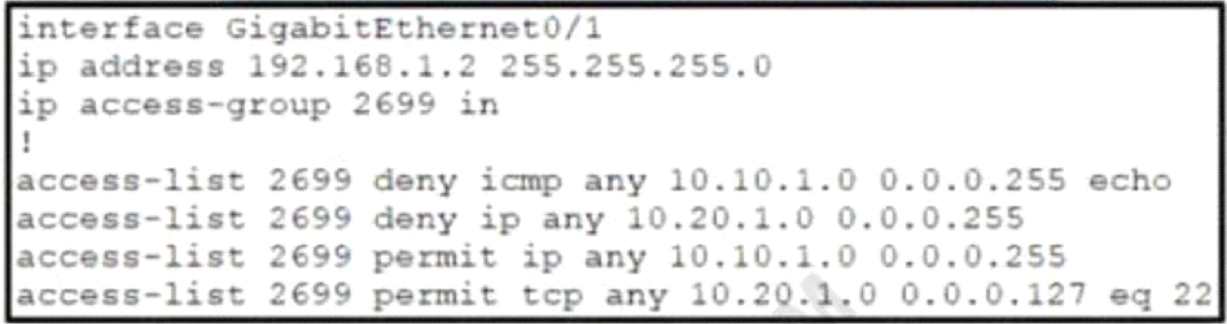 interface GigabitEthernet0/1
ip address 192.168.1.2 255.255.255.0
ip access-group 2699 in
!
access-list 2699 deny icmp any 10.10.1.0 0.0.0.255 echo
access-list 2699 deny ip any 10.20.1.0 0.0.0.255
access-list 2699 permit ip any 10.10.1.0 0.0.0.255
access-list 2699 permit tcp any 10.20.1.0 0.0.0.127 eq 22